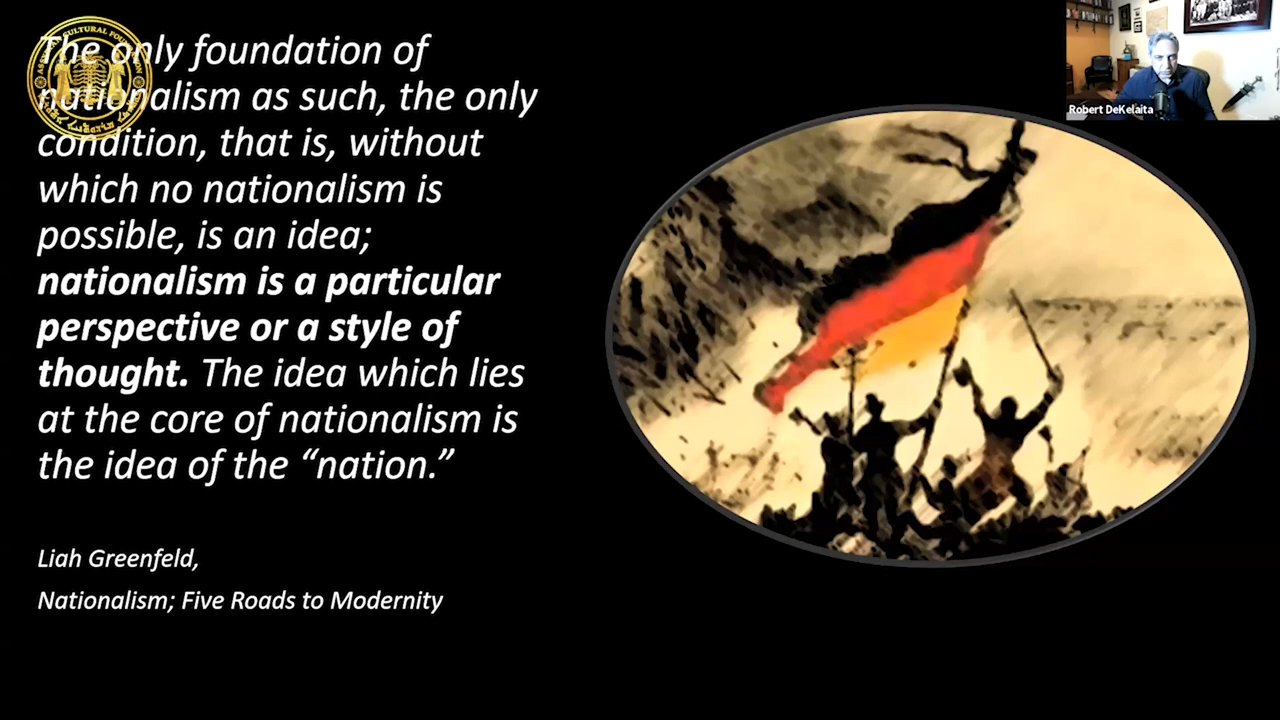 The only foundation of
nationalism as such, the only
condition, that is, without
which no nationalism is
possible, is an idea;
nationalism is a particular
perspective or a style of
thought. The idea which lies
at the core of nationalism is
the idea of the “nation.”
Liah Greenfeld,
Nationalism; Five Roads to Modernity
Robert DeKelaita
CULTURAL